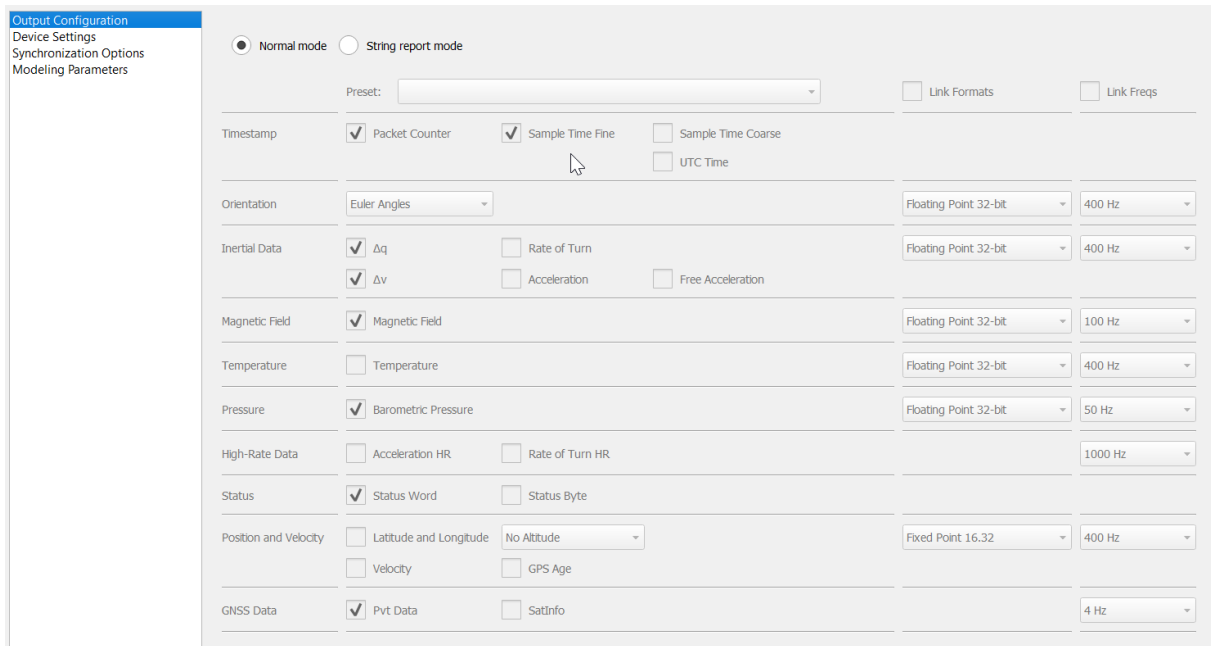 Output Configuration
Device Settings
Synchronization Options
Modeling Parameters
Normal mode String report mode
Preset: Link Formats Link Freqs
Timestamp Packet Counter Sample Time Fine Sample Time Coarse
UTC Time
Orientation Euler Angles Floating Point 32-bit 400 Hz
Inertial Data Δq Rate of Turn Floating Point 32-bit 400 Hz
Δv Acceleration Free Acceleration
Magnetic Field Magnetic Field Floating Point 32-bit 100 Hz
Temperature Temperature Floating Point 32-bit 400 Hz
Pressure Barometric Pressure Floating Point 32-bit 50 Hz
High-Rate Data Acceleration HR Rate of Turn HR 1000 Hz
Status Status Word Status Byte
Position and Velocity Latitude and Longitude No Altitude Fixed Point 16.32 400 Hz
Velocity GPS Age
GNSS Data Pvt Data SatInfo 4 Hz